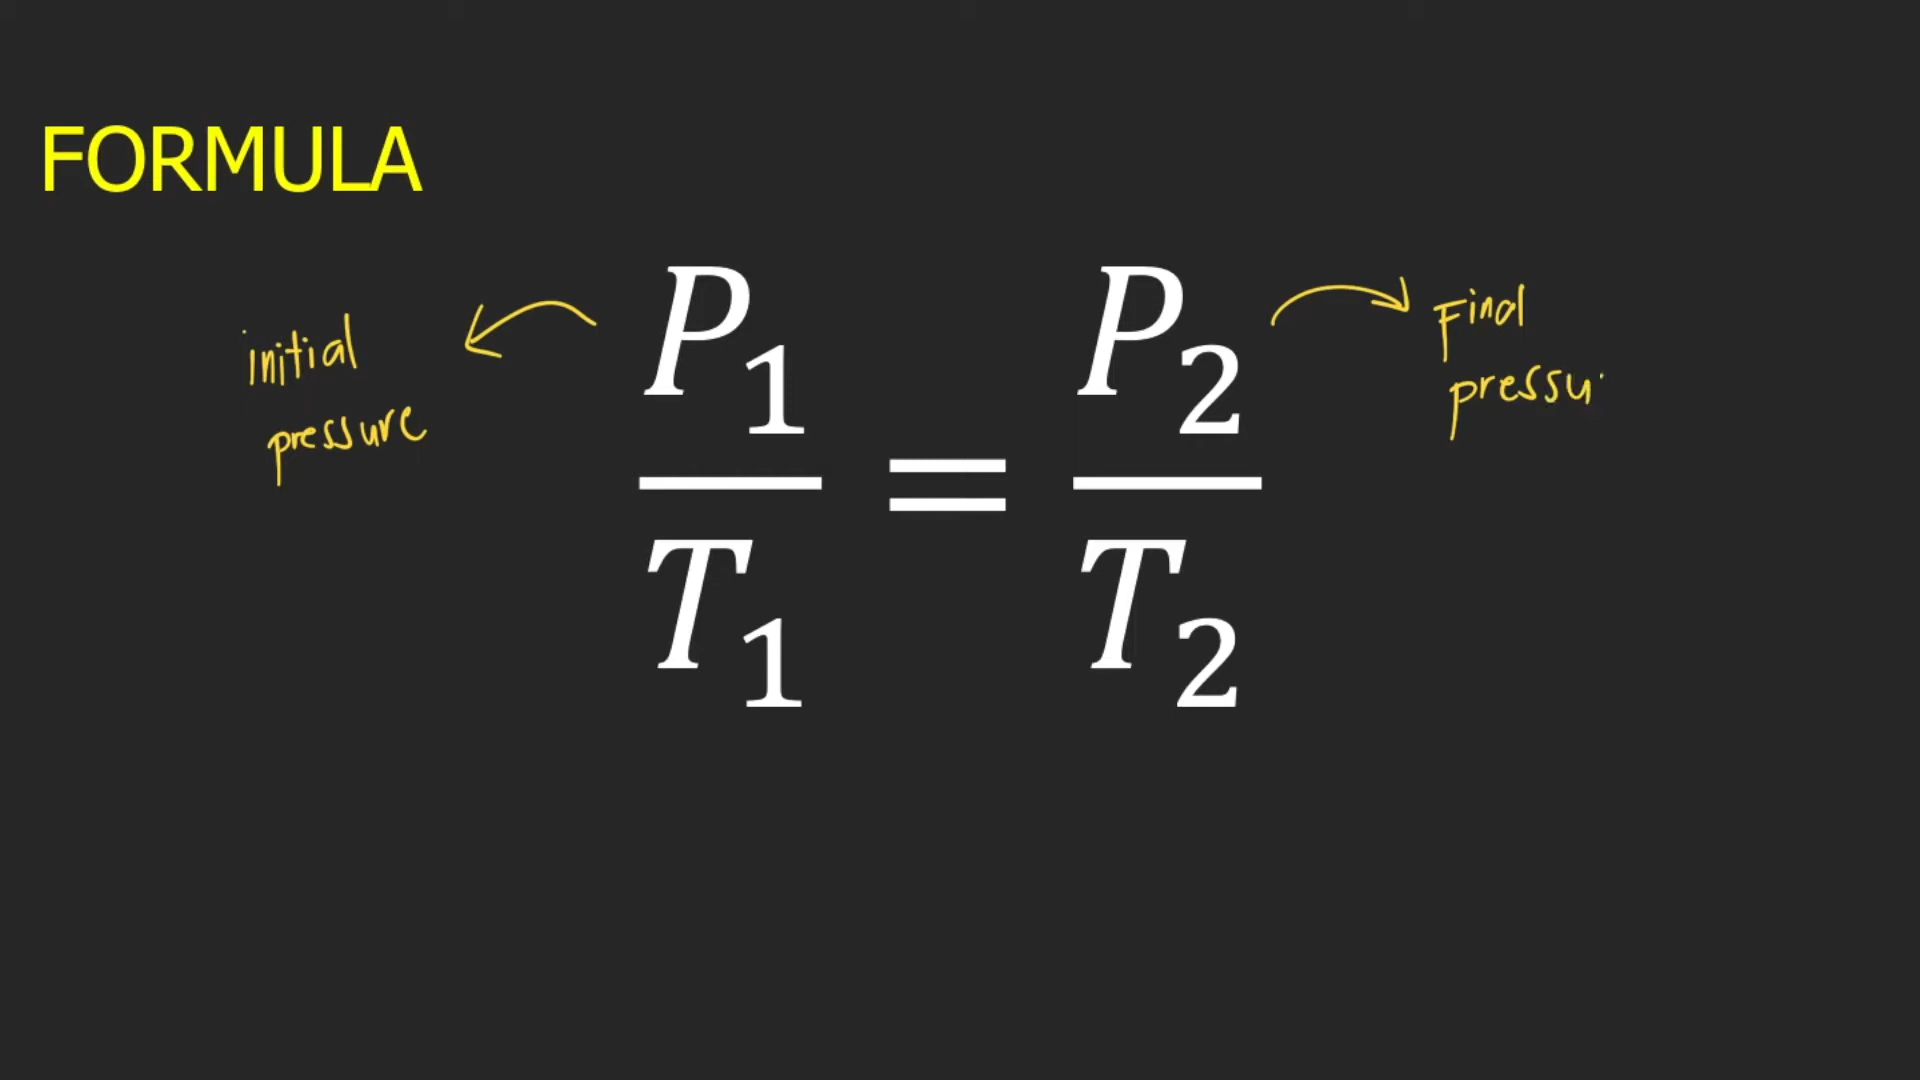 FORMULA
P₁/T₁ = P₂/T₂
initial
pressure
Final
pressu